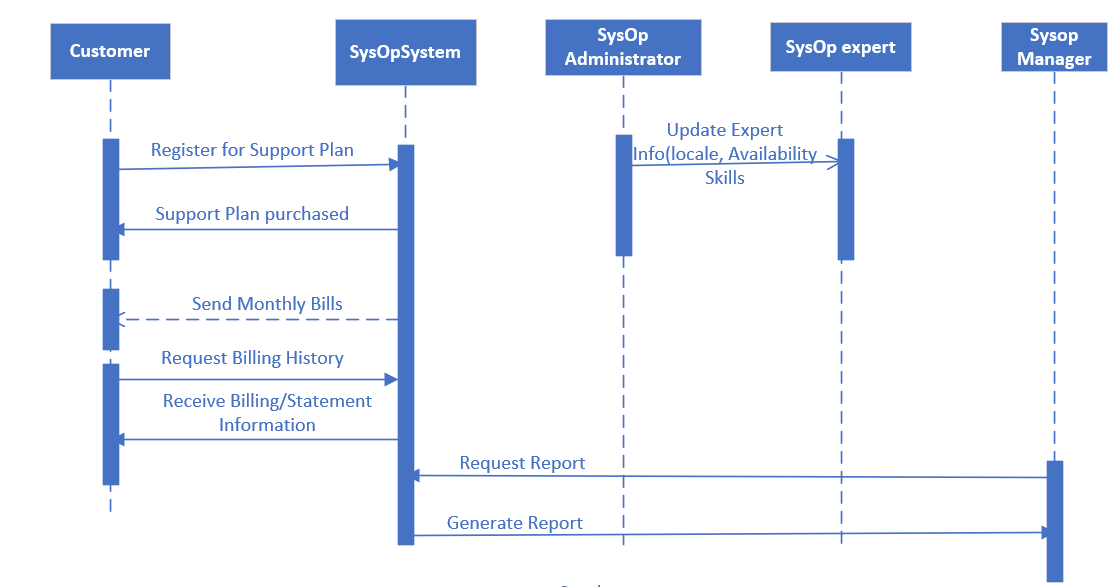 Customer
SysOpSystem
SysOp
Administrator
SysOp expert
Sysop
Manager
Update Expert
Info(locale, Availability
Skills
Register for Support Plan
Support Plan purchased
Send Monthly Bills
Request Billing History
Receive Billing/Statement
Information
Request Report
Generate Report